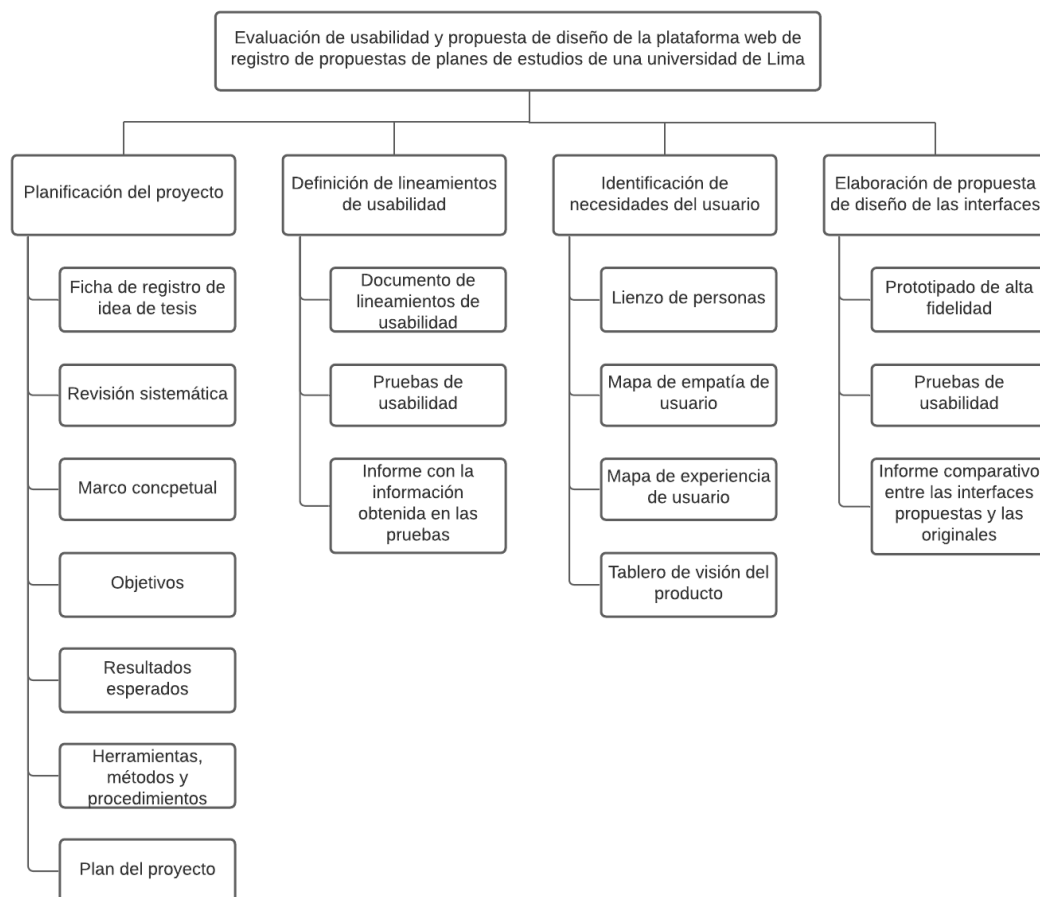 Evaluación de usabilidad y propuesta de diseño de la plataforma web de
registro de propuestas de planes de estudios de una universidad de Lima
Planificación del proyecto
Ficha de registro de
idea de tesis
Revisión sistemática
Marco concpetual
Objetivos
Resultados
esperados
Herramientas,
métodos y
procedimientos
Plan del proyecto
Definición de lineamientos
de usabilidad
Documento de
lineamientos de
usabilidad
Pruebas de
usabilidad
Informe con la
información
obtenida en las
pruebas
Identificación de
necesidades del usuario
Lienzo de personas
Mapa de empatía de
usuario
Mapa de experiencia
de usuario
Tablero de visión del
producto
Elaboración de propuesta
de diseño de las interfaces
Prototipado de alta
fidelidad
Pruebas de
usabilidad
Informe comparativo
entre las interfaces
propuestas y las
originales